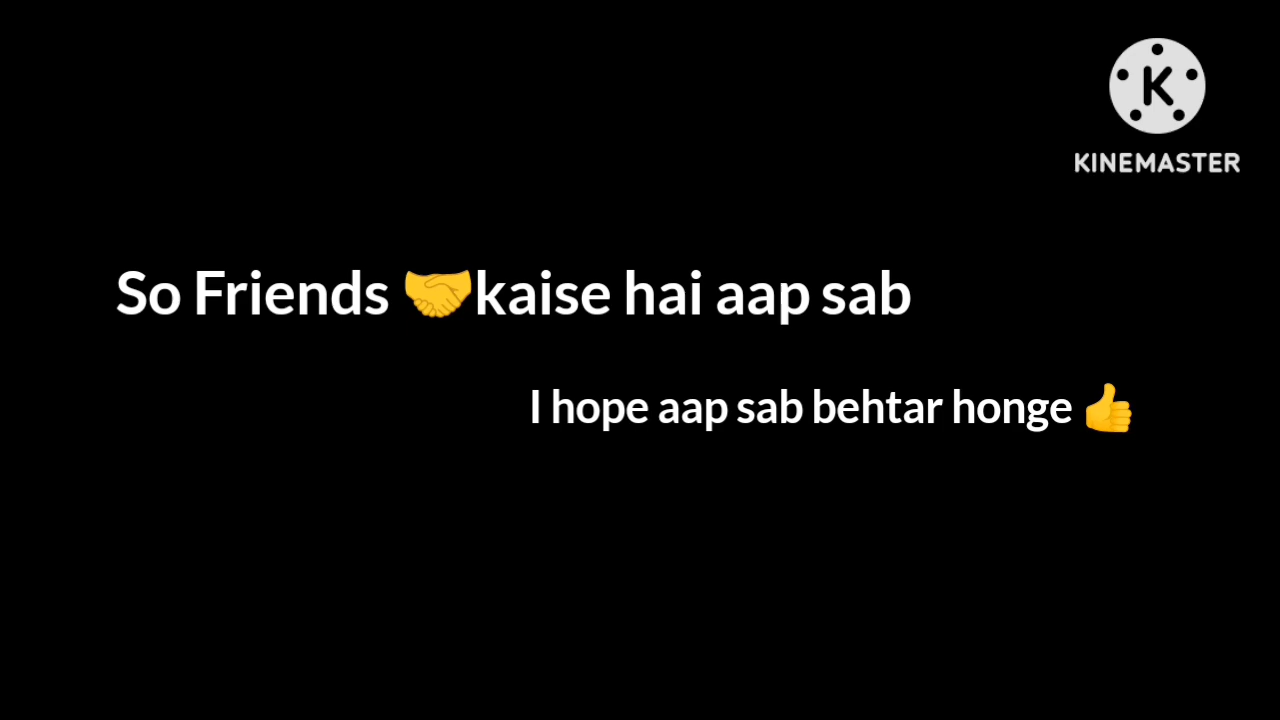 K
KINEMASTER
So Friends 🤝kaise hai aap sab
I hope aap sab behtar honge 👍